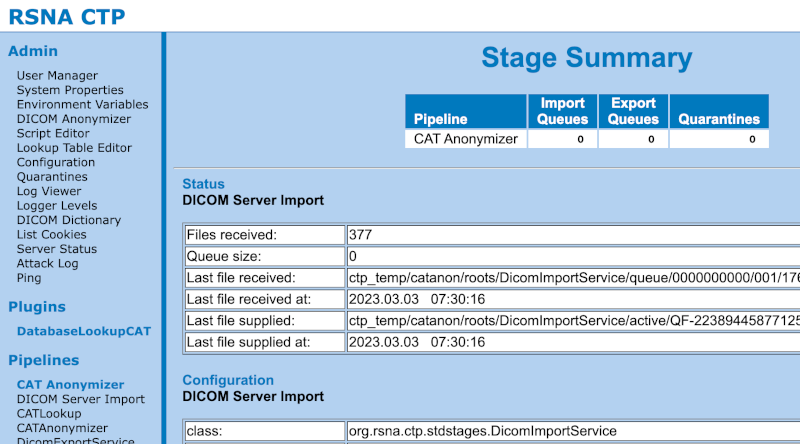 RSNA CTP
Admin
User Manager
System Properties
Environment Variables
DICOM Anonymizer
Script Editor
Lookup Table Editor
Configuration
Quarantines
Log Viewer
Logger Levels
DICOM Dictionary
List Cookies
Server Status
Attack Log
Ping
Plugins
DatabaseLookupCAT
Pipelines
CAT Anonymizer
DICOM Server Import
CATLookup
CATAnonymizer
DicomExportService
Stage Summary
Pipeline Import Queues Export Queues Quarantines
CAT Anonymizer 0 0 0
Status
DICOM Server Import
Files received: 377
Queue size: 0
Last file received: ctp_temp/catanon/roots/DicomImportService/queue/0000000000/001/176
Last file received at: 2023.03.03 07:30:16
Last file supplied: ctp_temp/catanon/roots/DicomImportService/active/QF-22389445877125
Last file supplied at: 2023.03.03 07:30:16
Configuration
DICOM Server Import
class: org.rsna.ctp.stdstages.DicomImportService